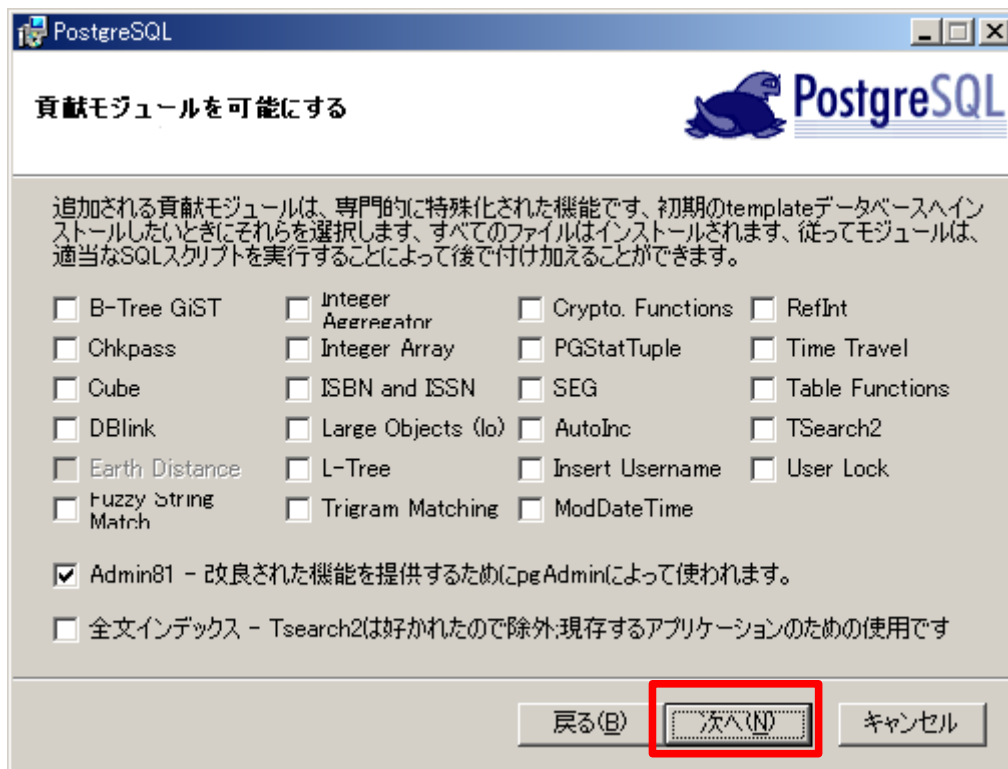 PostgreSQL
貢献モジュールを可能にする
PostgreSQL
追加される貢献モジュールは、専門的に特殊化された機能です、初期のtemplateデータベースへイン
ストールしたいときにそれらを選択します、すべてのファイルはインストールされます、従ってモジュールは、
適当なSQLスクリプトを実行することによって後で付け加えることができます。
B-Tree GiST
Integer
Aggregator
Crypto. Functions
RefInt
Chkpass
Integer Array
PGStatTuple
Time Travel
Cube
ISBN and ISSN
SEG
Table Functions
DBlink
Large Objects (lo)
AutoInc
TSearch2
Earth Distance
L-Tree
Insert Username
User Lock
Fuzzy String
Match
Trigram Matching
ModDateTime
Admin81 - 改良された機能を提供するためにpgAdminによって使われます。
全文インデックス - Tsearch2は好かれたので除外;現存するアプリケーションのための使用です
戻る(B)
次へ(N)
キャンセル